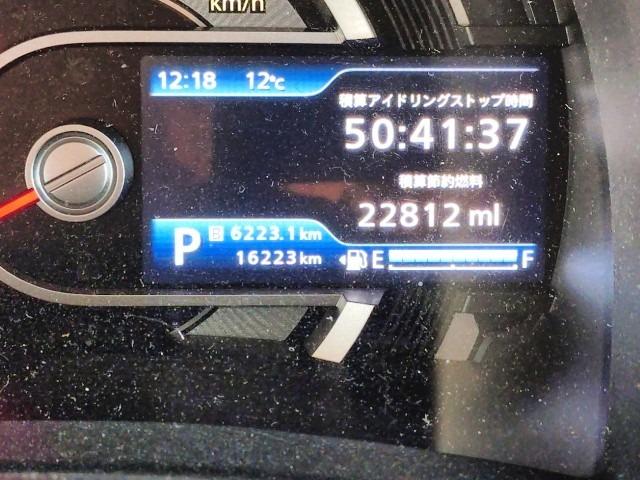 km/h
12:18 12℃
積算アイドリングストップ時間
50:41:37
積算節約燃料
22812 ml
P B 6223.1 km
16223 km
E F